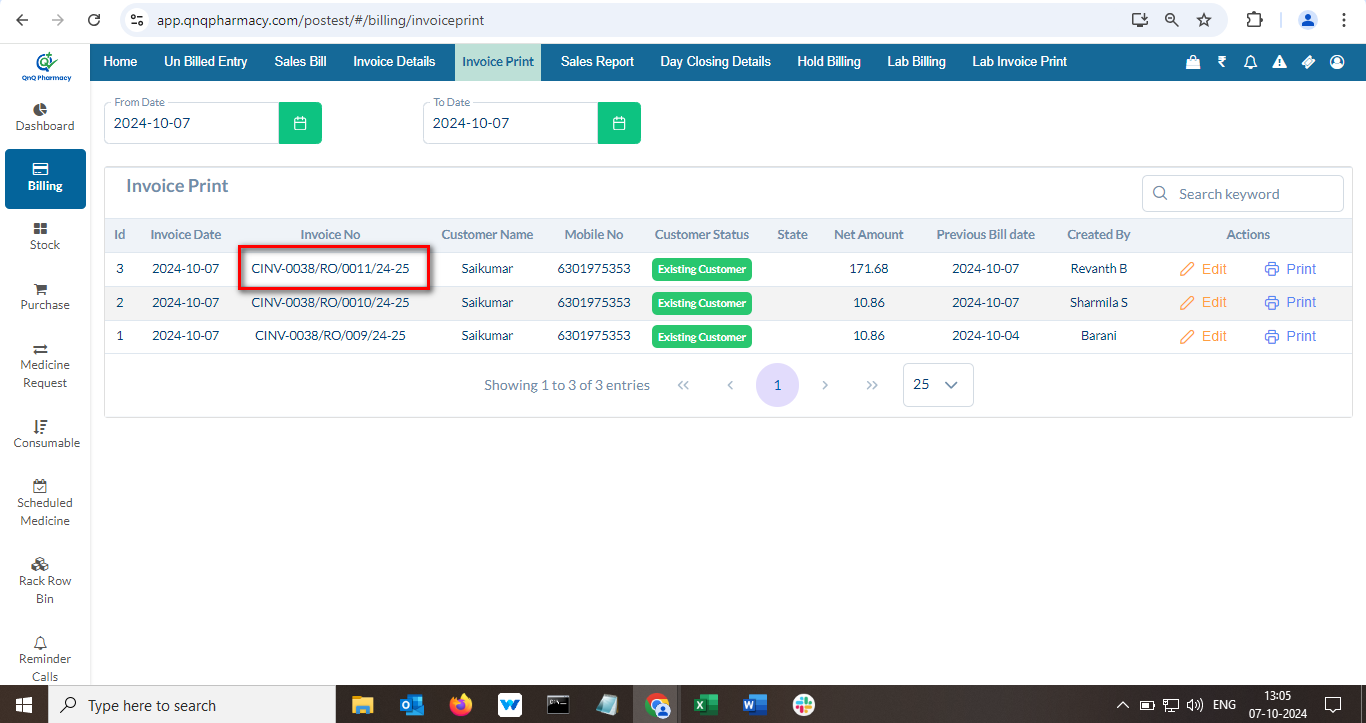 app.qnqpharmacy.com/postest/#/billing/invoiceprint
QnQ Pharmacy
Home Un Billed Entry Sales Bill Invoice Details Invoice Print Sales Report Day Closing Details Hold Billing Lab Billing Lab Invoice Print
Dashboard
Billing
Stock
Purchase
Medicine
Request
Consumable
Scheduled
Medicine
Rack Row
Bin
Reminder
Calls
From Date To Date
2024-10-07 2024-10-07
Invoice Print
Search keyword
Id Invoice Date Invoice No Customer Name Mobile No Customer Status State Net Amount Previous Bill date Created By Actions
3 2024-10-07 CINV-0038/RO/0011/24-25 Saikumar 6301975353 Existing Customer 171.68 2024-10-07 Revanth B Edit Print
2 2024-10-07 CINV-0038/RO/0010/24-25 Saikumar 6301975353 Existing Customer 10.86 2024-10-07 Sharmila S Edit Print
1 2024-10-07 CINV-0038/RO/009/24-25 Saikumar 6301975353 Existing Customer 10.86 2024-10-04 Barani Edit Print
Showing 1 to 3 of 3 entries << < 1 > >> 25
Type here to search
ENG
13:05
07-10-2024